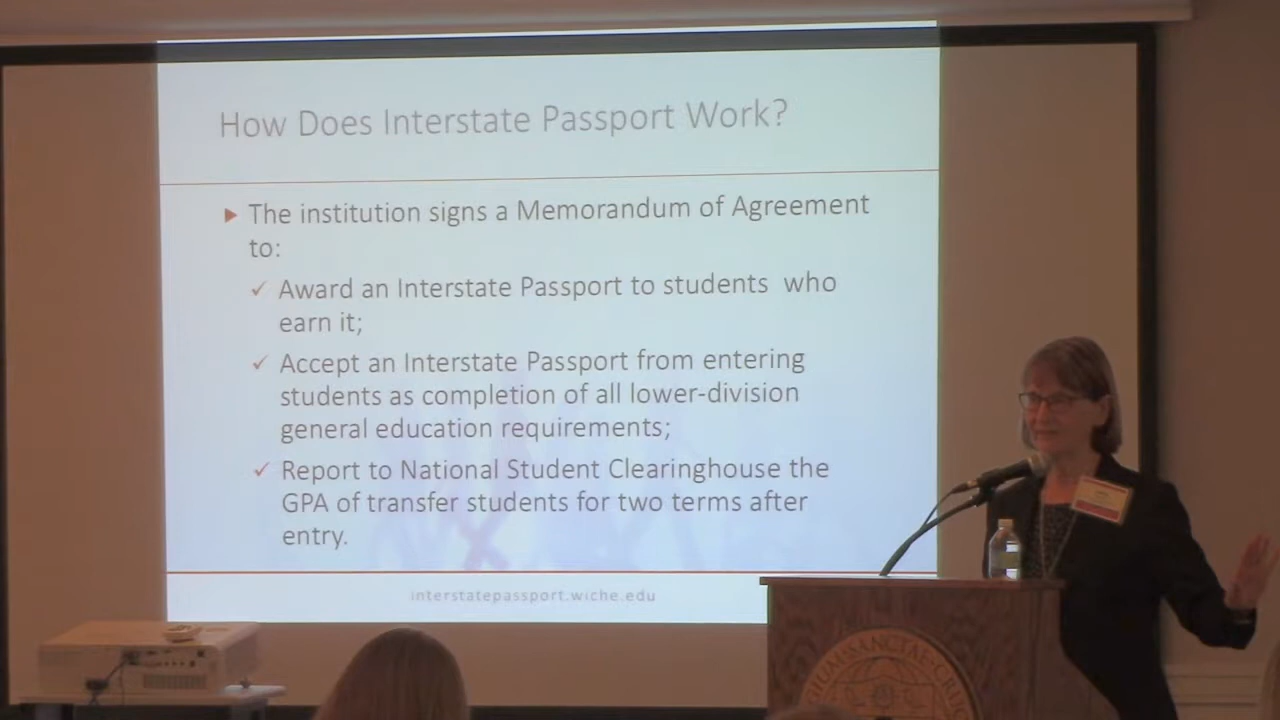 How Does Interstate Passport Work?
The institution signs a Memorandum of Agreement
to:
Award an Interstate Passport to students who
earn it;
Accept an Interstate Passport from entering
students as completion of all lower-division
general education requirements;
Report to National Student Clearinghouse the
GPA of transfer students for two terms after
entry.
interstatepassport.wiche.edu